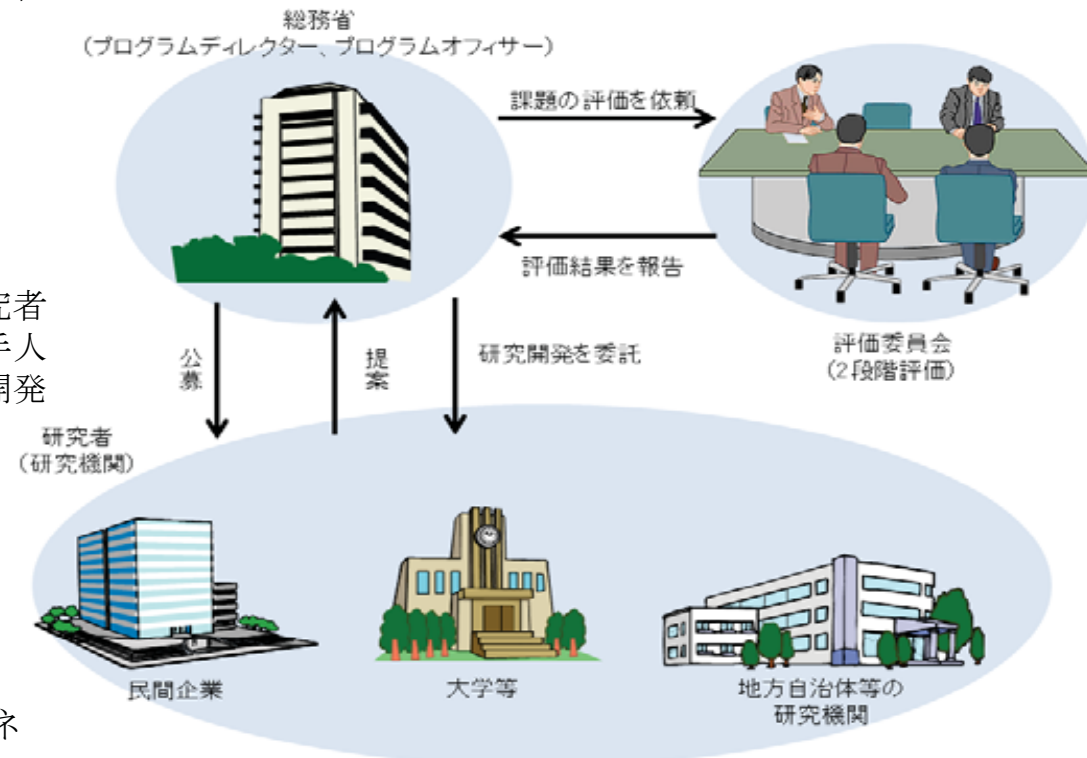 総務省
(プログラムディレクター、プログラムオフィサー)
課題の評価を依頼
評価結果を報告
評価委員会
(2段階評価)
究者
手人
開発
公募
提案
研究開発を委託
研究者
(研究機関)
民間企業
大学等
地方自治体等の
研究機関
ネ